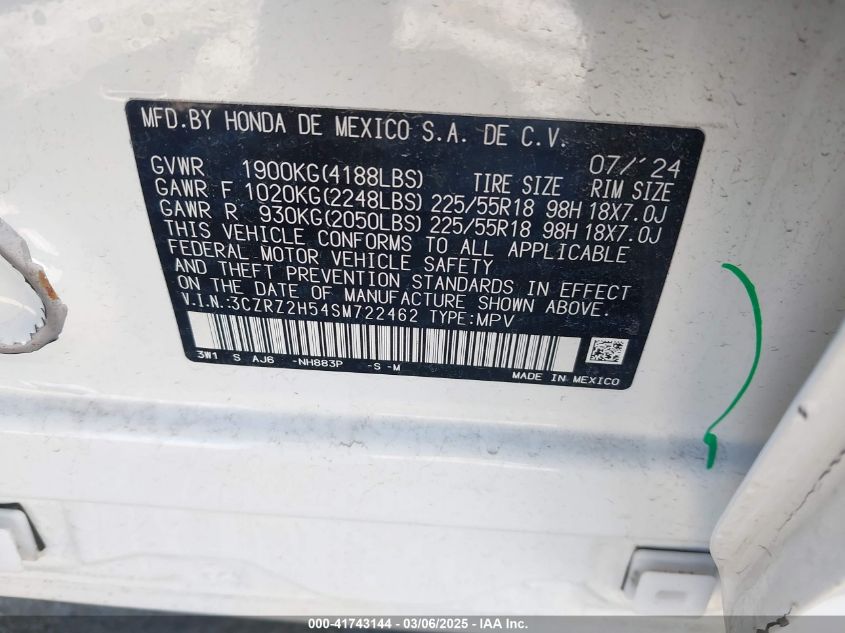 MFD.BY HONDA DE MEXICO S.A. DE C.V.
07/'24
GVWR 1900KG(4188LBS) TIRE SIZE RIM SIZE
GAWR F 1020KG(2248LBS) 225/55R18 98H 18X7.0J
GAWR R 930KG(2050LBS) 225/55R18 98H 18X7.0J
THIS VEHICLE CONFORMS TO ALL APPLICABLE
FEDERAL MOTOR VEHICLE SAFETY
AND THEFT PREVENTION STANDARDS IN EFFECT
ON THE DATE OF MANUFACTURE SHOWN ABOVE.
V.I.N.:3CZRZ2H54SM722462 TYPE:MPV
3W1 S AJ6 -NH883P -S -M
MADE IN MEXICO
000-41743144 — 03/06/2025 — IAA Inc.